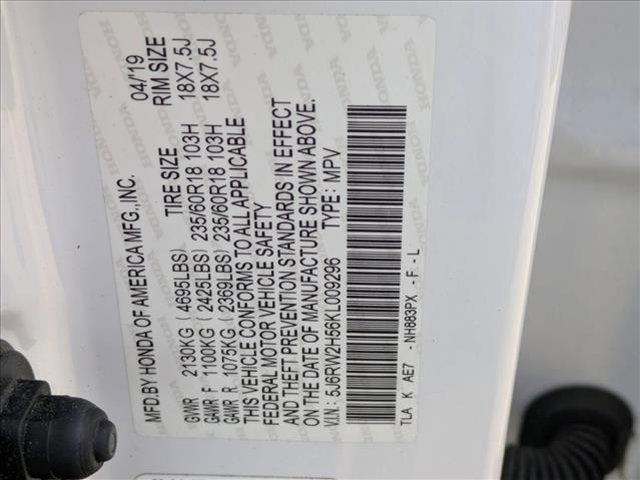 MFD.BY HONDA OF AMERICA MFG.,INC. 04/'19
TIRE SIZE RIM SIZE
GVWR 2130KG (4695LBS)
GAWR F 1100KG (2425LBS) 235/60R18 103H 18X7.5J
GAWR R 1075KG (2369LBS) 235/60R18 103H 18X7.5J
THIS VEHICLE CONFORMS TO ALL APPLICABLE
FEDERAL MOTOR VEHICLE SAFETY
AND THEFT PREVENTION STANDARDS IN EFFECT
ON THE DATE OF MANUFACTURE SHOWN ABOVE.
V.I.N.: 5J6RW2H56KL009296 TYPE: MPV
TLA K AE7 - NH883PX - F - L